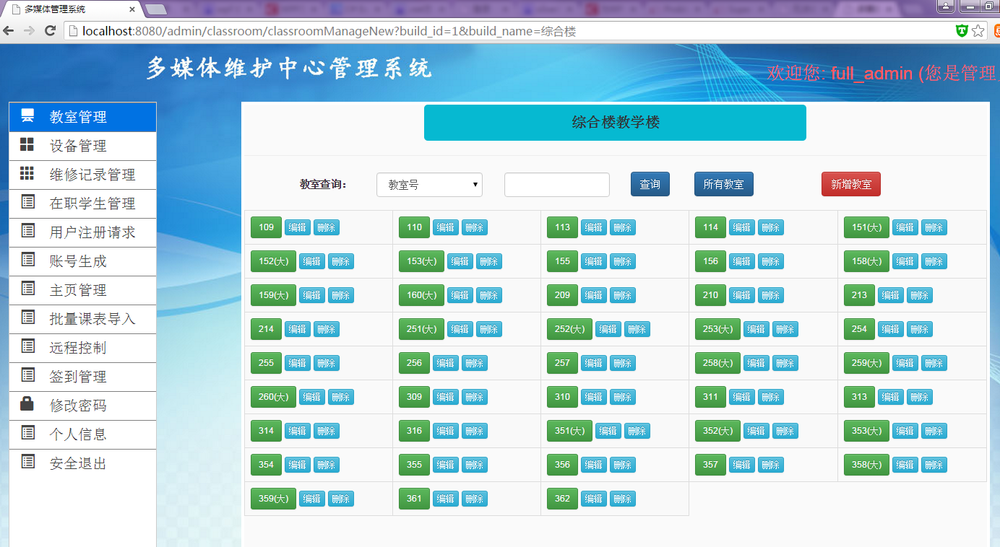 多媒体管理系统
localhost:8080/admin/classroom/classroomManageNew?build_id=1&build_name=综合楼
多媒体维护中心管理系统
欢迎您: full_admin (您是管理
教室管理
设备管理
维修记录管理
在职学生管理
用户注册请求
账号生成
主页管理
批量课表导入
远程控制
签到管理
修改密码
个人信息
安全退出
综合楼教学楼
教室查询： 教室号 查询 所有教室 新增教室
109 编辑 删除 110 编辑 删除 113 编辑 删除 114 编辑 删除 151(大) 编辑 删除
152(大) 编辑 删除 153(大) 编辑 删除 155 编辑 删除 156 编辑 删除 158(大) 编辑 删除
159(大) 编辑 删除 160(大) 编辑 删除 209 编辑 删除 210 编辑 删除 213 编辑 删除
214 编辑 删除 251(大) 编辑 删除 252(大) 编辑 删除 253(大) 编辑 删除 254 编辑 删除
255 编辑 删除 256 编辑 删除 257 编辑 删除 258(大) 编辑 删除 259(大) 编辑 删除
260(大) 编辑 删除 309 编辑 删除 310 编辑 删除 311 编辑 删除 313 编辑 删除
314 编辑 删除 316 编辑 删除 351(大) 编辑 删除 352(大) 编辑 删除 353(大) 编辑 删除
354 编辑 删除 355 编辑 删除 356 编辑 删除 357 编辑 删除 358(大) 编辑 删除
359(大) 编辑 删除 361 编辑 删除 362 编辑 删除